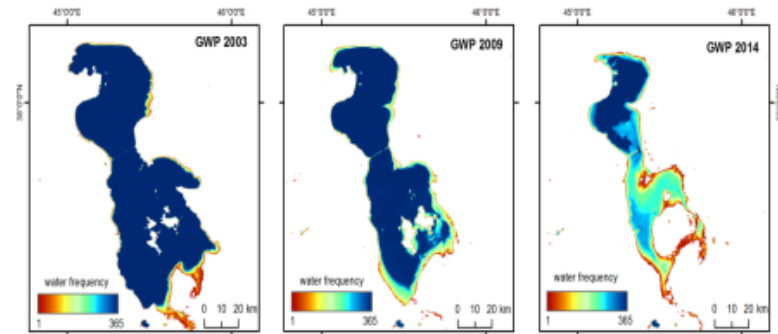 45°0'0"E 46°0'0"E 45°0'0"E 46°0'0"E 45°0'0"E 46°0'0"E
GWP 2003 GWP 2009 GWP 2014
38°0'0"N
water frequency water frequency water frequency
0 10 20 km 0 10 20 km 0 10 20 km
1 365 1 365 1 365